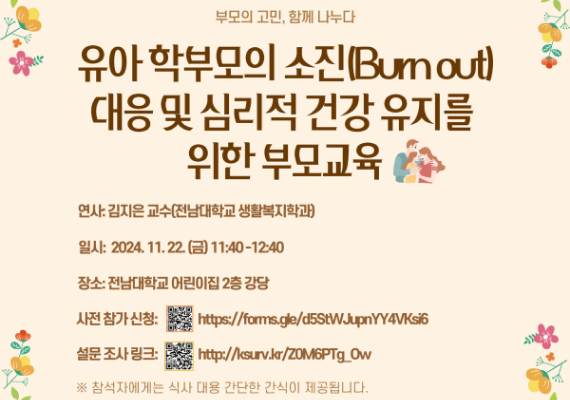 부모의 고민, 함께 나누다
유아 학부모의 소진(Burn out)
대응 및 심리적 건강 유지를
위한 부모교육
연사: 김지은 교수(전남대학교 생활복지학과)
일시: 2024. 11. 22. (금) 11:40 -12:40
장소: 전남대학교 어린이집 2층 강당
사전 참가 신청: https://forms.gle/d5StWJupnYY4VKsi6
설문 조사 링크: http://ksurv.kr/Z0M6PTg_0w
※ 참석자에게는 식사 대용 간단한 간식이 제공됩니다.